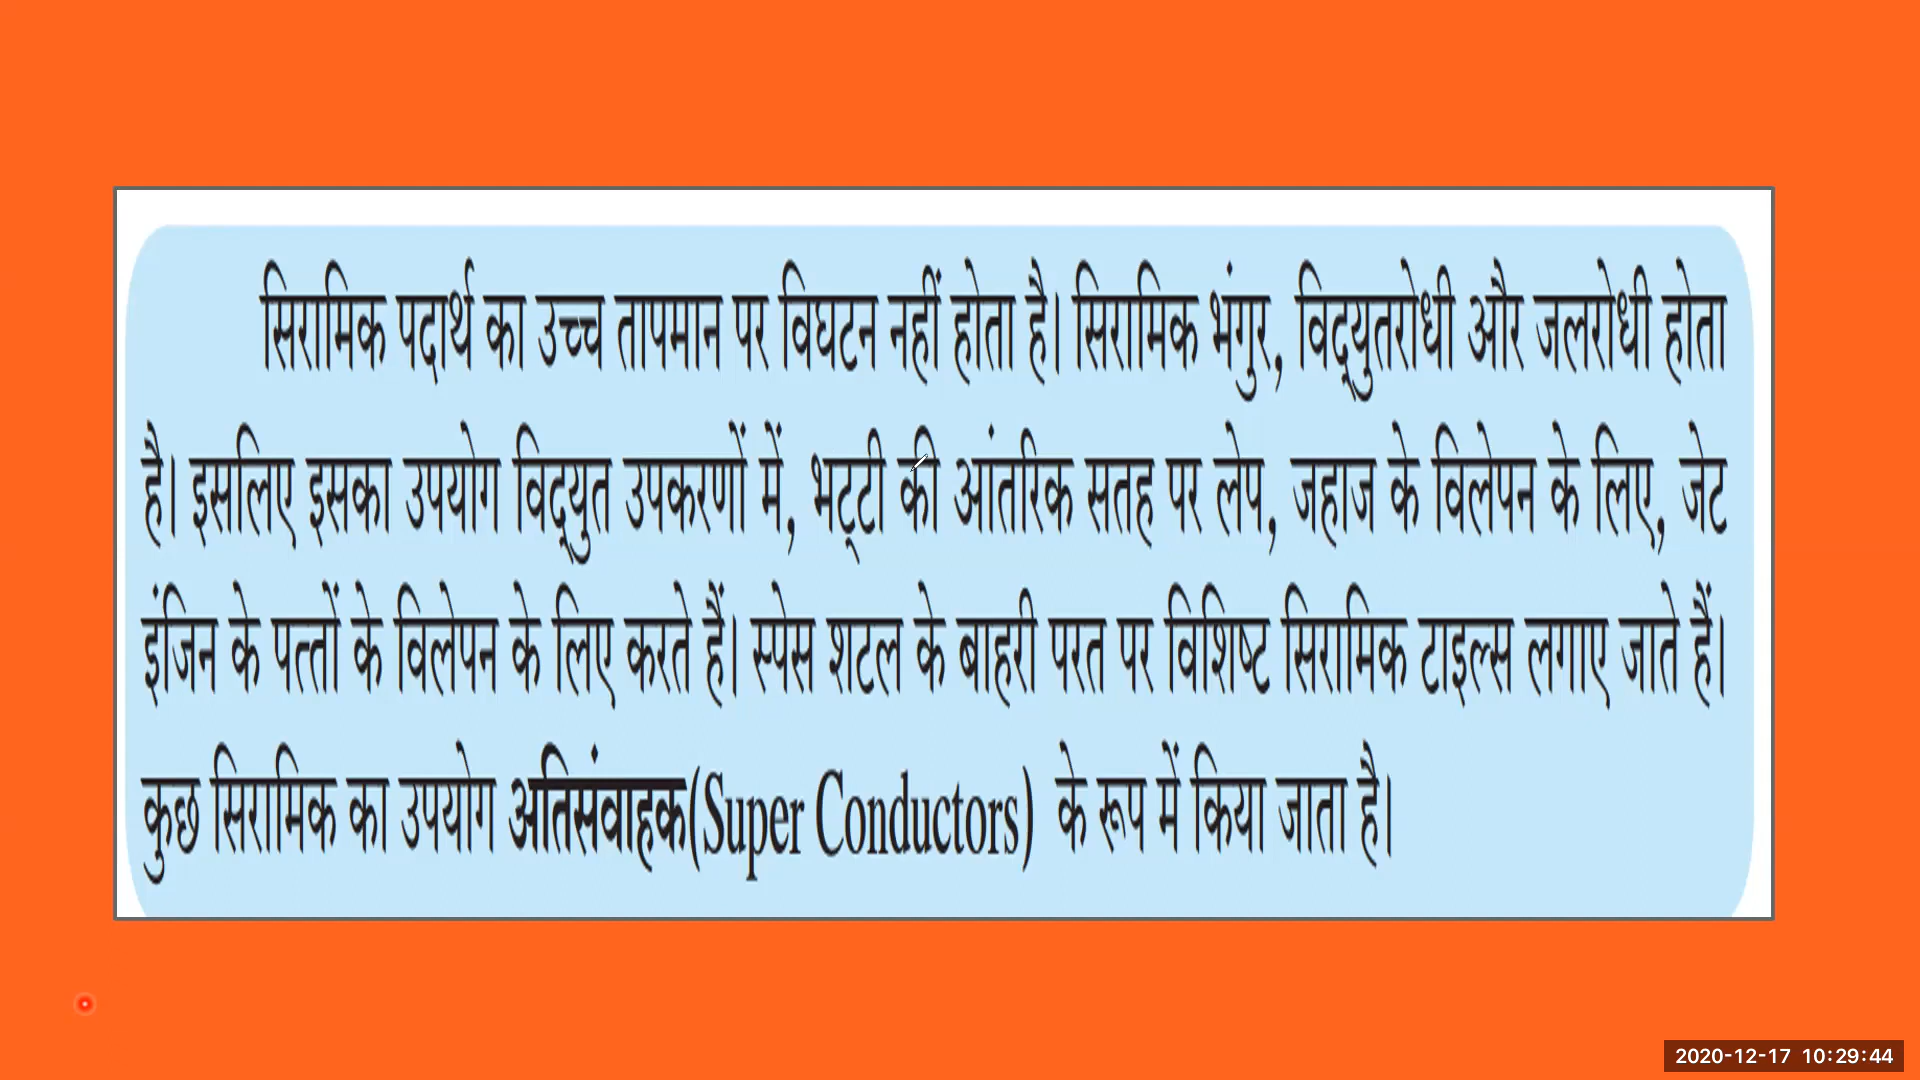 सिरामिक पदार्थ का उच्च तापमान पर विघटन नहीं होता है। सिरामिक भंगुर, विद्‌युतरोधी और जलरोधी होता
है। इसलिए इसका उपयोग विद्‌युत उपकरणों में, भट्‌टी की आंतरिक सतह पर लेप, जहाज के विलेपन के लिए, जेट
इंजिन के पत्तों के विलेपन के लिए करते हैं। स्पेस शटल के बाहरी परत पर विशिष्ट सिरामिक टाइल्स लगाए जाते हैं।
कुछ सिरामिक का उपयोग अतिसंवाहक(Super Conductors) के रूप में किया जाता है।
2020-12-17 10:29:44